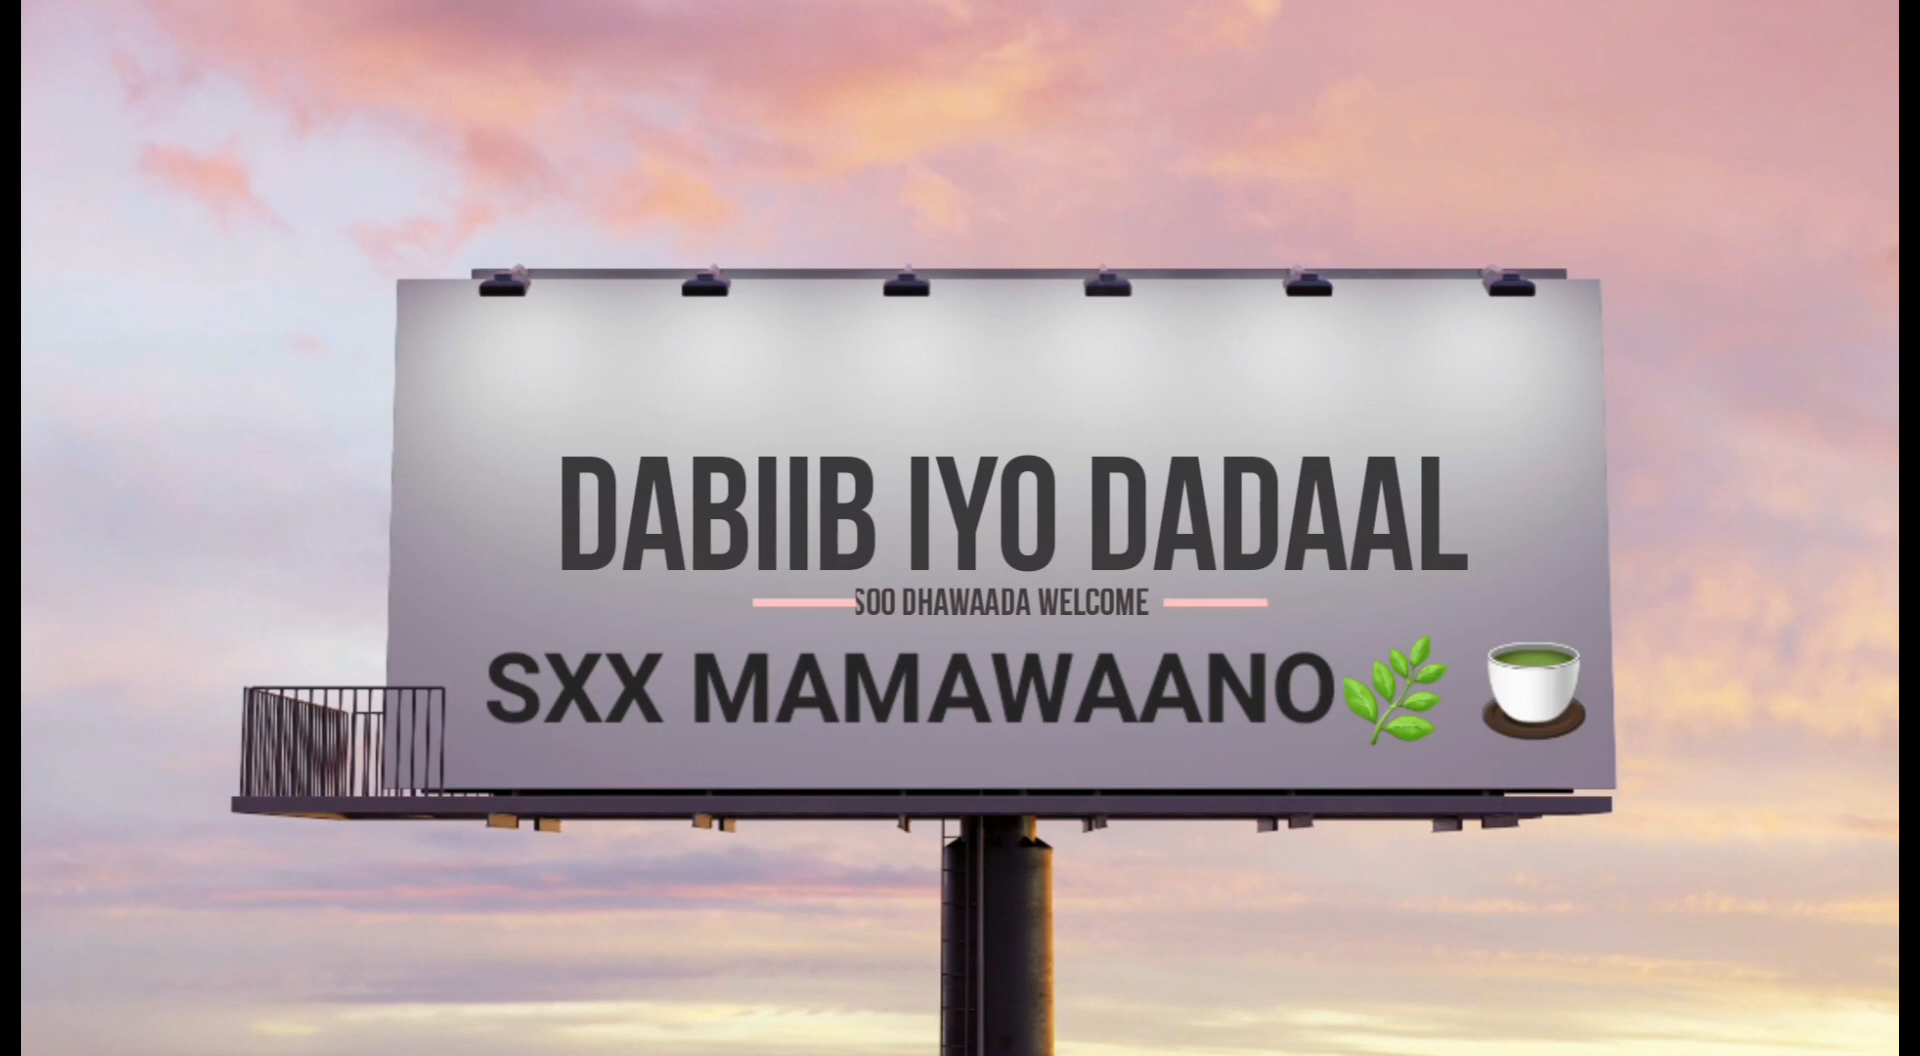 DABIIB IYO DADAAL
SOO DHAWAADA WELCOME
SXX MAMAWAANO🌿 🍵